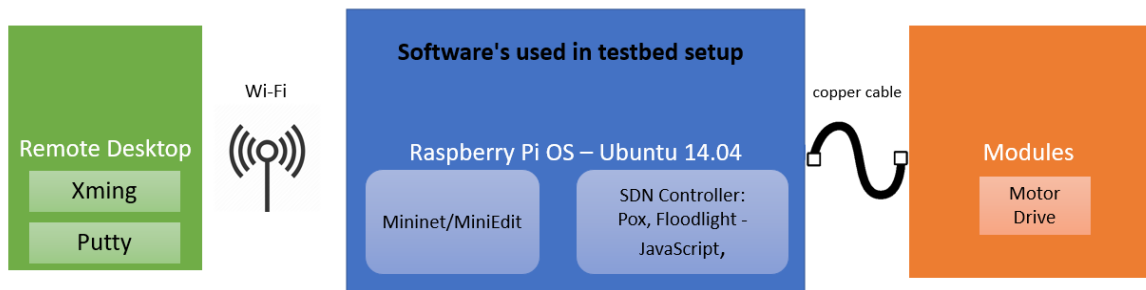 Remote Desktop
Xming
Putty
Wi-Fi
Software's used in testbed setup
Raspberry Pi OS – Ubuntu 14.04
Mininet/MiniEdit
SDN Controller:
Pox, Floodlight -
JavaScript,
copper cable
Modules
Motor
Drive